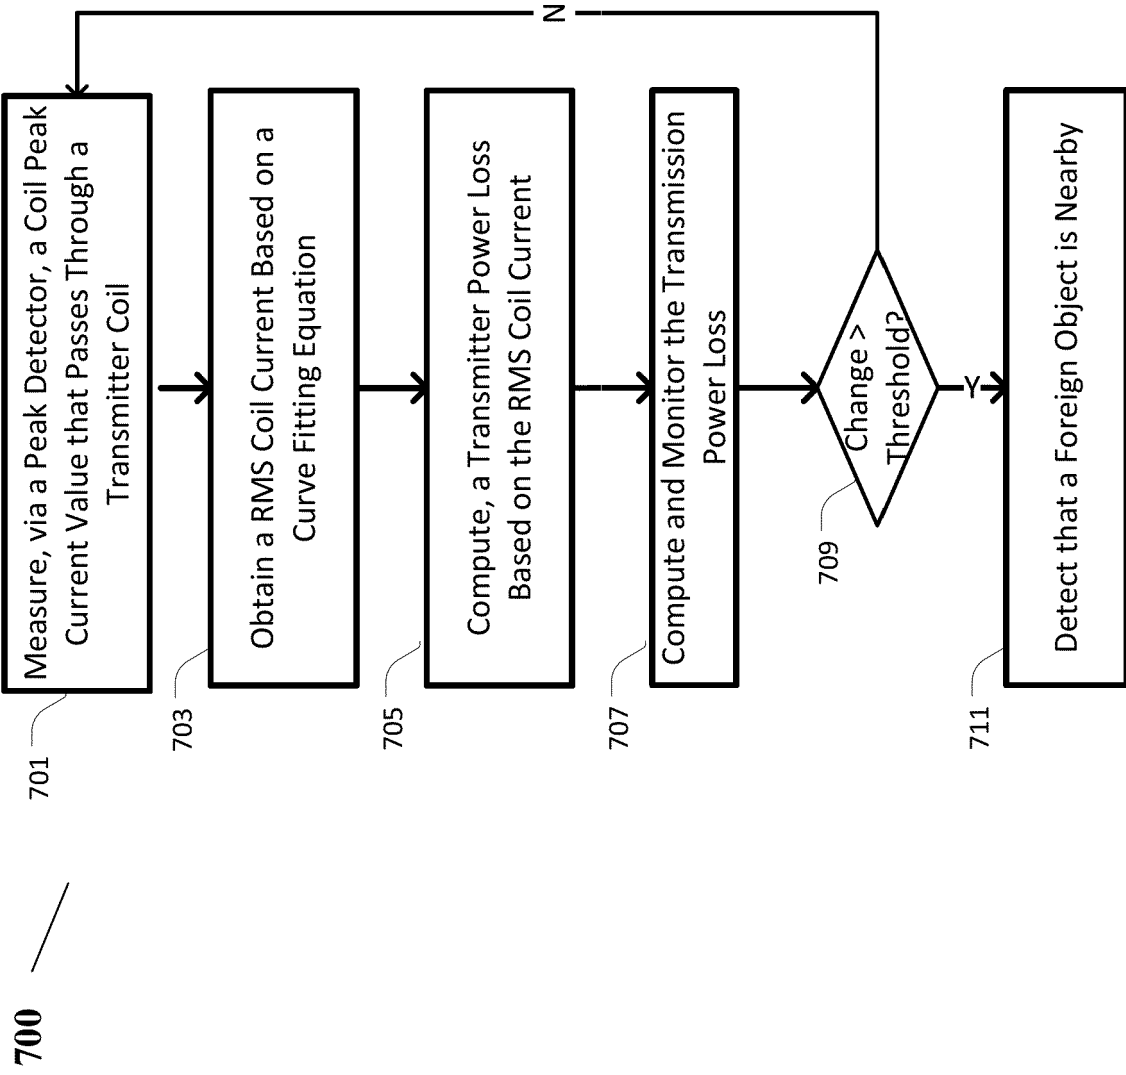 700
701
Measure, via a Peak Detector, a Coil Peak
Current Value that Passes Through a
Transmitter Coil
703
Obtain a RMS Coil Current Based on a
Curve Fitting Equation
705
Compute, a Transmitter Power Loss
Based on the RMS Coil Current
707
Compute and Monitor the Transmission
Power Loss
709
Change >
Threshold?
N
Y
711
Detect that a Foreign Object is Nearby